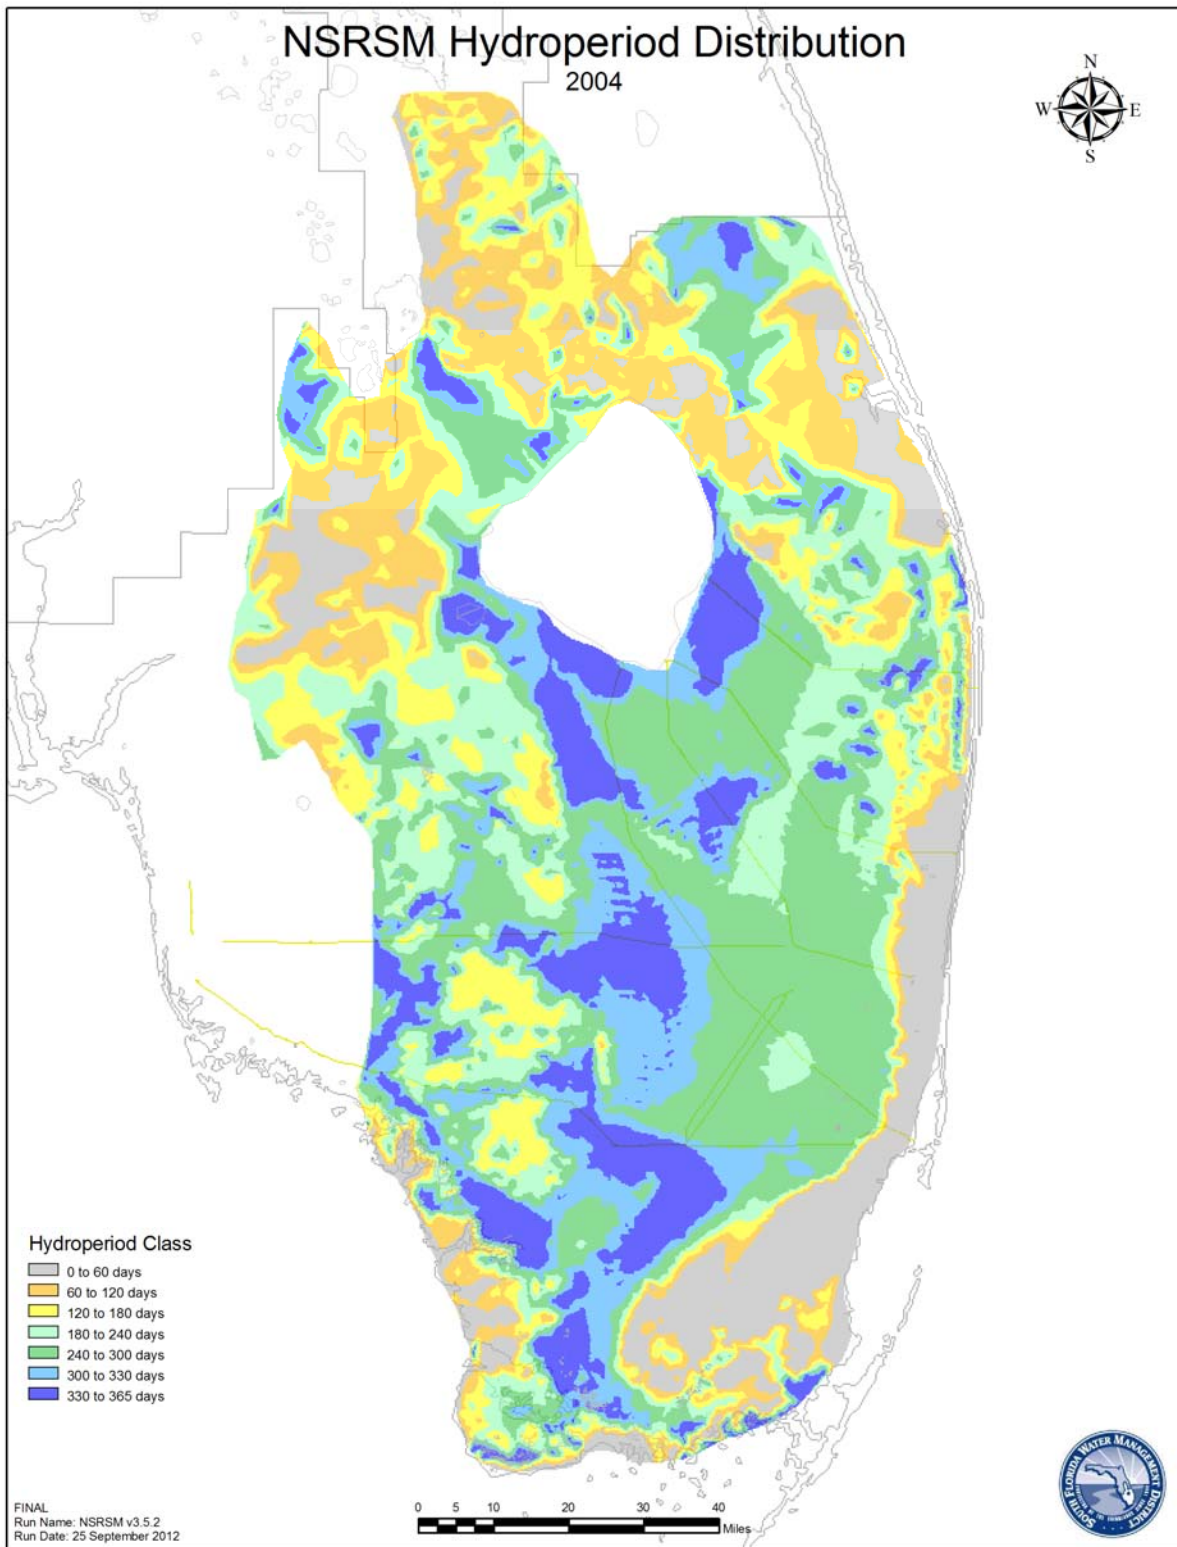 NSRSM Hydroperiod Distribution
2004
N
W E
S
Hydroperiod Class
0 to 60 days
60 to 120 days
120 to 180 days
180 to 240 days
240 to 300 days
300 to 330 days
330 to 365 days
FINAL
Run Name: NSRSM v3.5.2
Run Date: 25 September 2012
0 5 10 20 30 40
Miles
SOUTH FLORIDA WATER MANAGEMENT DISTRICT